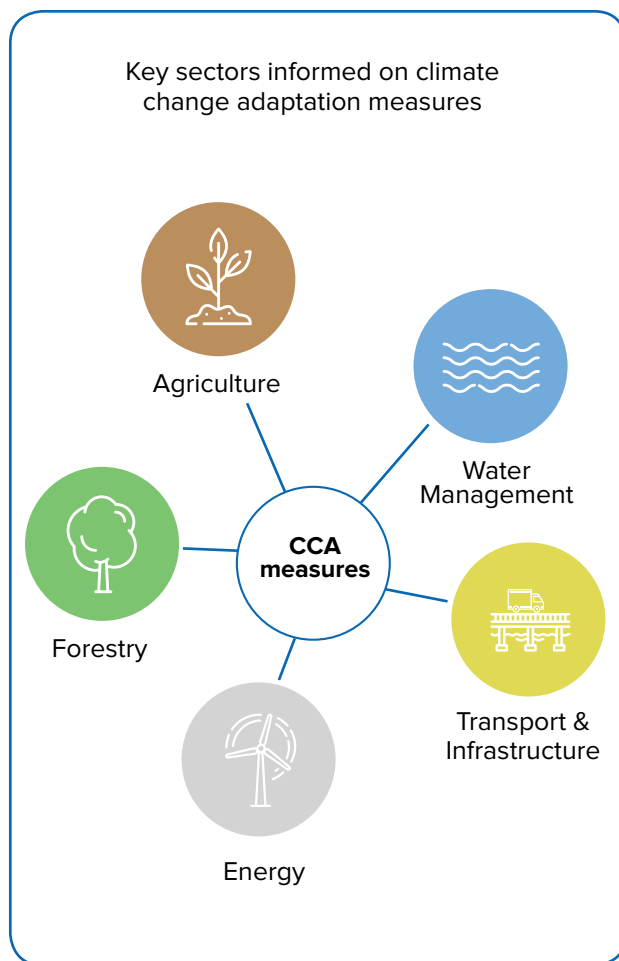 Key sectors informed on climate
change adaptation measures
Agriculture
Water
Management
CCA
measures
Forestry
Transport &
Infrastructure
Energy